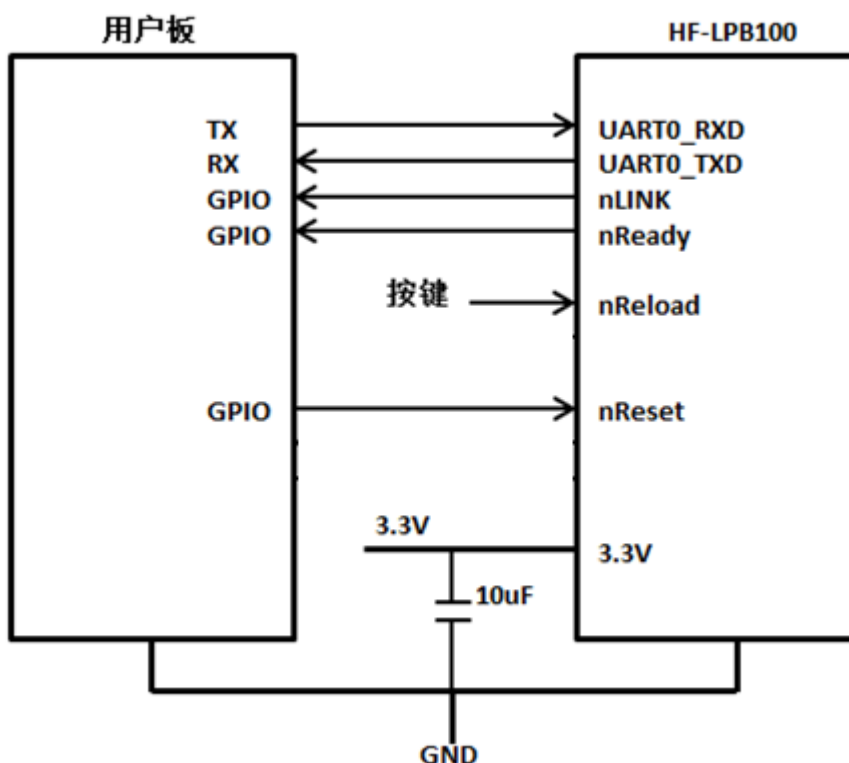 用户板 HF-LPB100
TX UART0_RXD
RX UART0_TXD
GPIO nLINK
GPIO nReady
按键 nReload
GPIO nReset
3.3V
3.3V
10uF
GND